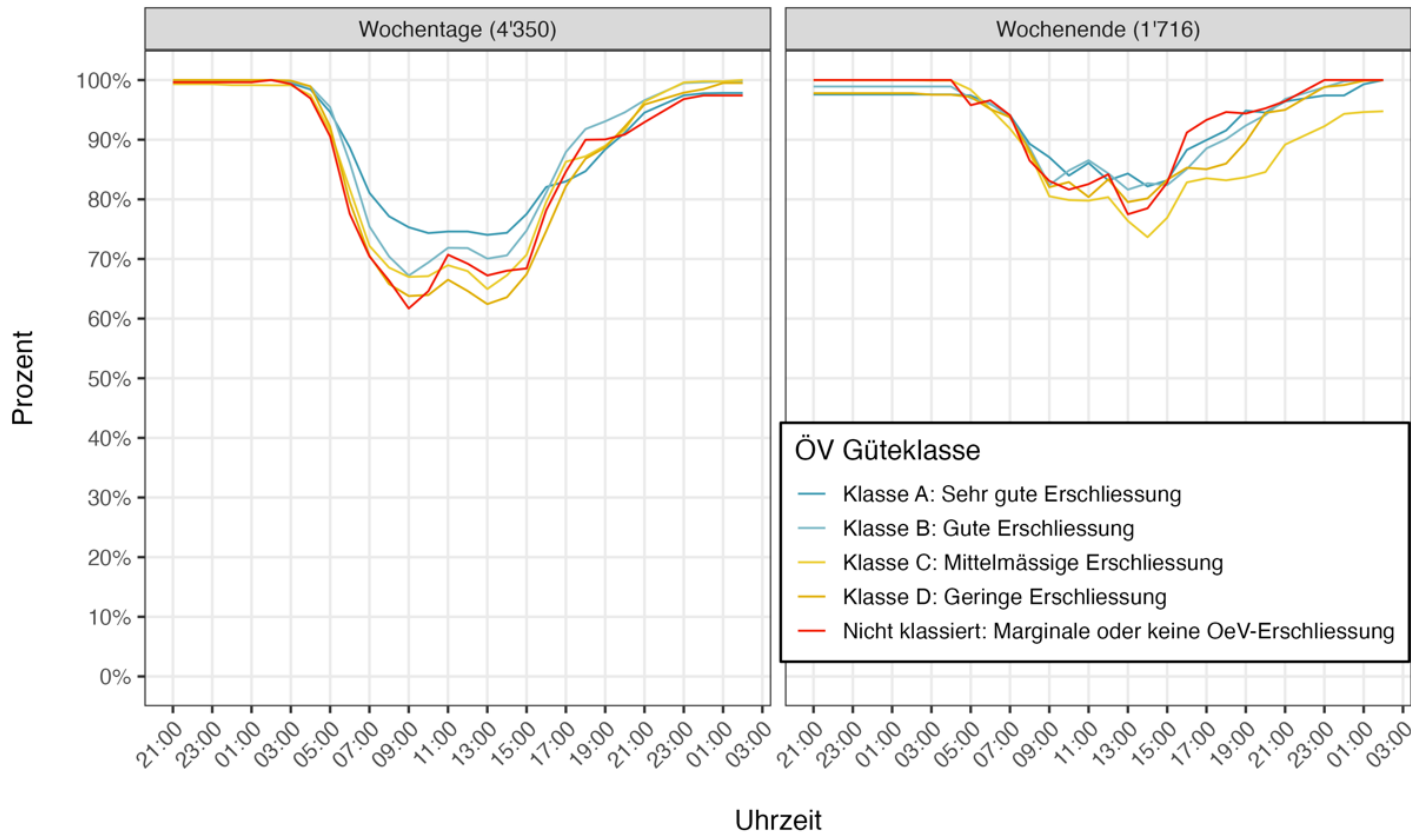 Wochentage (4'350)
Wochenende (1'716)
100%
90%
80%
70%
60%
50%
40%
30%
20%
10%
0%
Prozent
ÖV Güteklasse
Klasse A: Sehr gute Erschliessung
Klasse B: Gute Erschliessung
Klasse C: Mittelmässige Erschliessung
Klasse D: Geringe Erschliessung
Nicht klassiert: Marginale oder keine OeV-Erschliessung
21:00 23:00 01:00 03:00 05:00 07:00 09:00 11:00 13:00 15:00 17:00 19:00 21:00 23:00 01:00 03:00
21:00 23:00 01:00 03:00 05:00 07:00 09:00 11:00 13:00 15:00 17:00 19:00 21:00 23:00 01:00 03:00
Uhrzeit